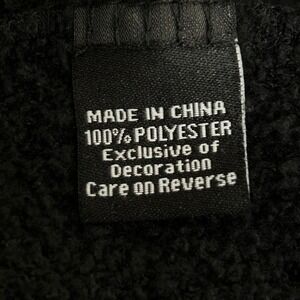 MADE IN CHINA
100% POLYESTER
Exclusive of
Decoration
Care on Reverse